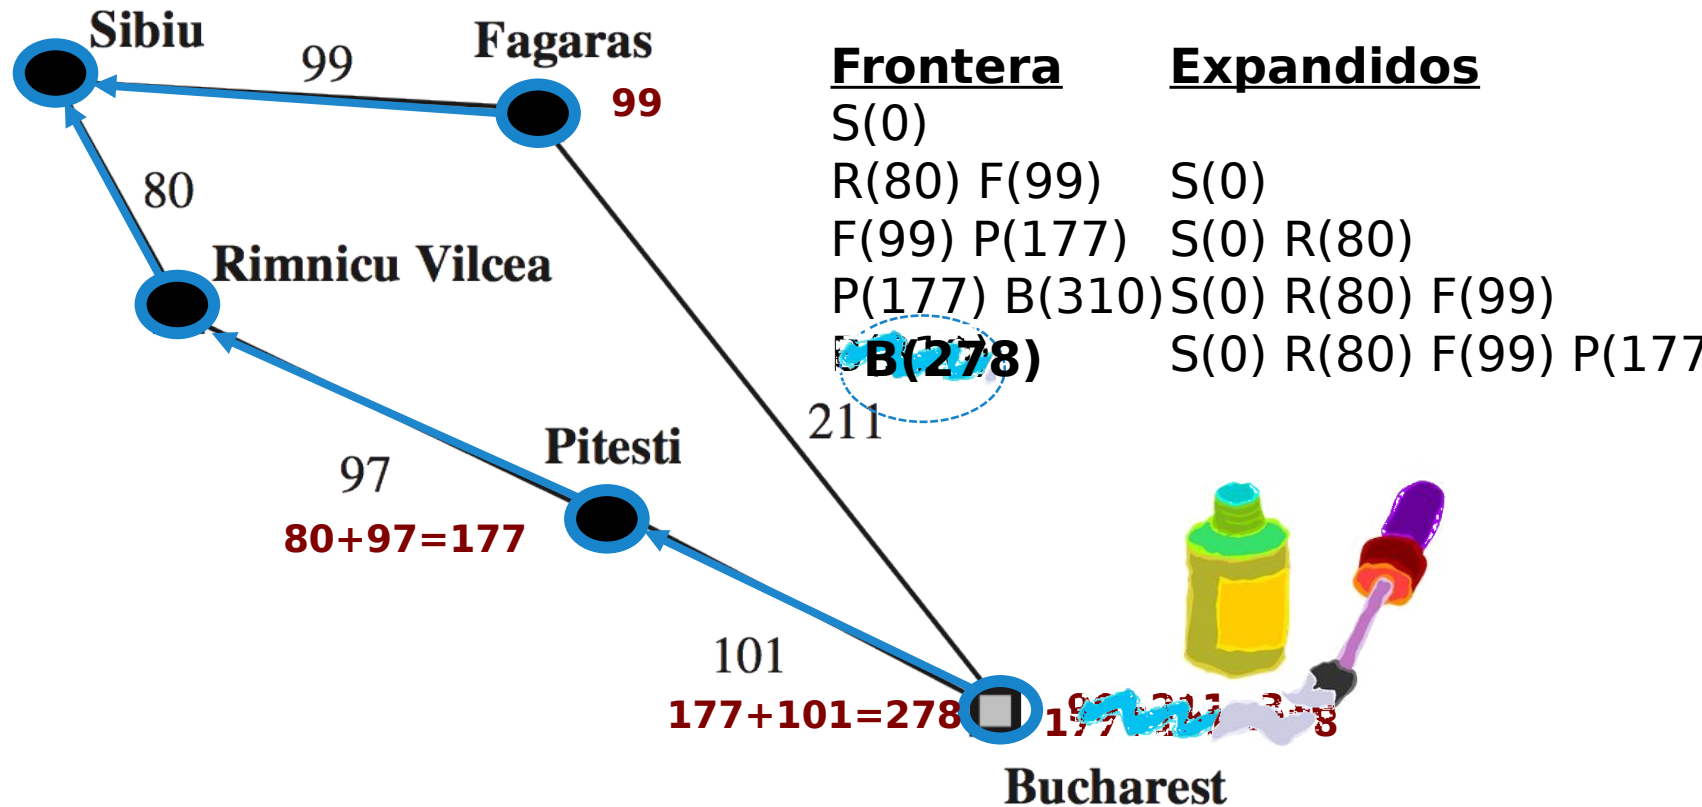 Sibiu
99
Fagaras
99
80
Rimnicu Vilcea
Pitesti
97
80+97=177
211
101
177+101=278
Bucharest
Frontera Expandidos
S(0)
R(80) F(99) S(0)
F(99) P(177) S(0) R(80)
P(177) B(310) S(0) R(80) F(99)
B(278) S(0) R(80) F(99) P(177